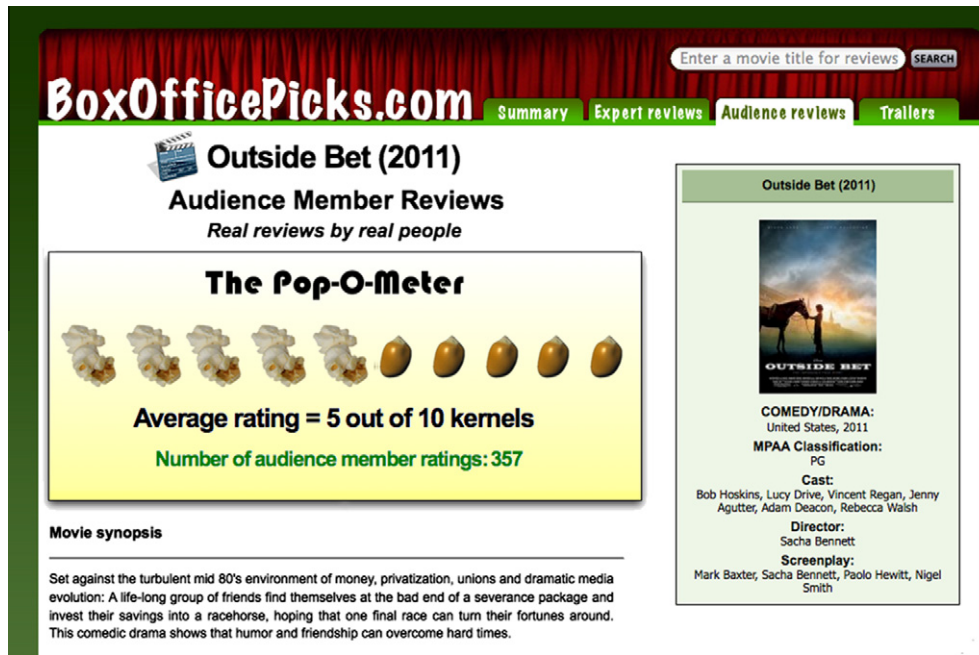 Enter a movie title for reviews
SEARCH
BoxOfficePicks.com
Summary
Expert reviews
Audience reviews
Trailers
Outside Bet (2011)
Audience Member Reviews
Real reviews by real people
The Pop-O-Meter
Average rating = 5 out of 10 kernels
Number of audience member ratings: 357
Movie synopsis
Set against the turbulent mid 80's environment of money, privatization, unions and dramatic media
evolution: A life-long group of friends find themselves at the bad end of a severance package and
invest their savings into a racehorse, hoping that one final race can turn their fortunes around.
This comedic drama shows that humor and friendship can overcome hard times.
Outside Bet (2011)
OUTSIDE BET
COMEDY/DRAMA:
United States, 2011
MPAA Classification:
PG
Cast:
Bob Hoskins, Lucy Drive, Vincent Regan, Jenny
Agutter, Adam Deacon, Rebecca Walsh
Director:
Sacha Bennett
Screenplay:
Mark Baxter, Sacha Bennett, Paolo Hewitt, Nigel
Smith